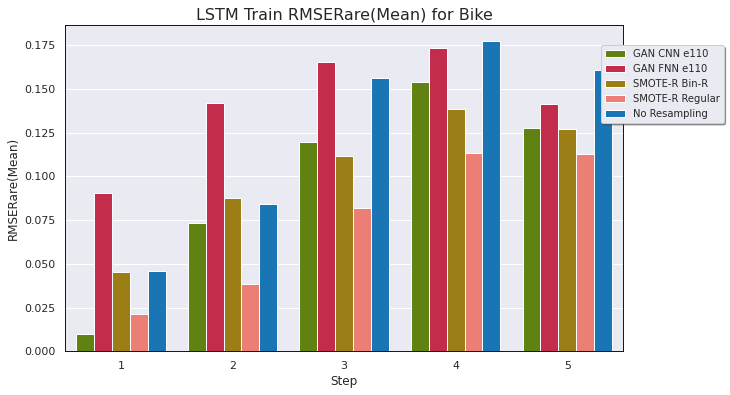 LSTM Train RMSERare(Mean) for Bike
RMSERare(Mean)
0.175
0.150
0.125
0.100
0.075
0.050
0.025
0.000
1 2 3 4 5
Step
GAN CNN e110
GAN FNN e110
SMOTE-R Bin-R
SMOTE-R Regular
No Resampling